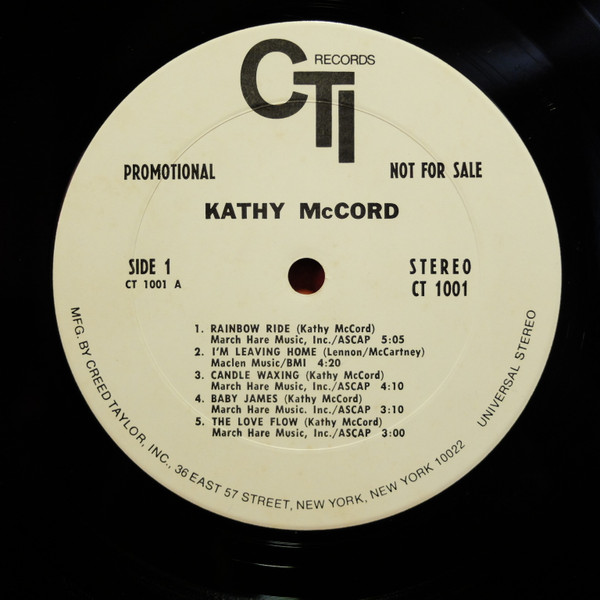 CTI RECORDS
PROMOTIONAL
NOT FOR SALE
KATHY McCORD
SIDE 1
CT 1001 A
STEREO
CT 1001
1. RAINBOW RIDE (Kathy McCord)
March Hare Music, Inc./ASCAP 5:05
2. I'M LEAVING HOME (Lennon/McCartney)
Maclen Music/BMI 4:20
3. CANDLE WAXING (Kathy McCord)
March Hare Music, Inc./ASCAP 4:10
4. BABY JAMES (Kathy McCord)
March Hare Music. Inc./ASCAP 3:10
5. THE LOVE FLOW (Kathy McCord)
March Hare Music, Inc./ASCAP 3:00
MFG. BY CREED TAYLOR, INC., 36 EAST 57 STREET, NEW YORK, NEW YORK 10022
UNIVERSAL STEREO